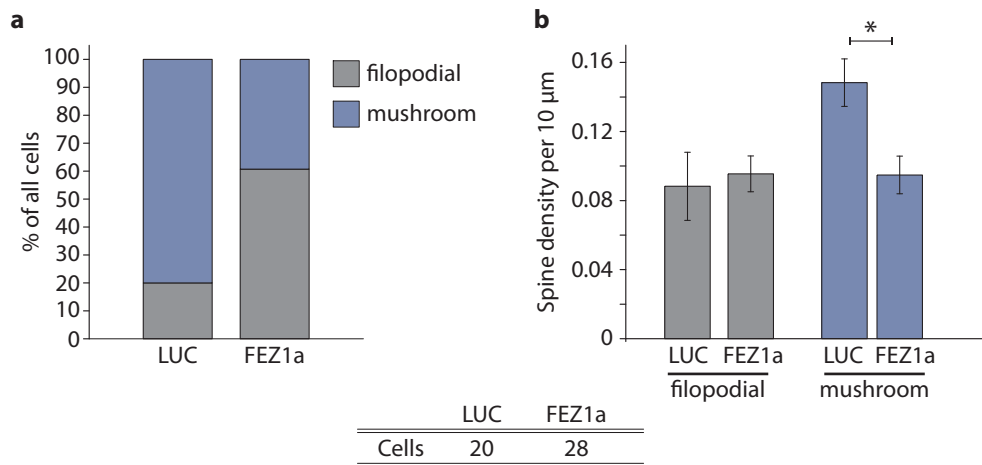 a
% of all cells
100
90
80
70
60
50
40
30
20
10
0
LUC FEZ1a
filopodial
mushroom
b
Spine density per 10 μm
0.16
0.12
0.08
0.04
0
*
LUC FEZ1a LUC FEZ1a
filopodial mushroom
LUC FEZ1a
Cells 20 28